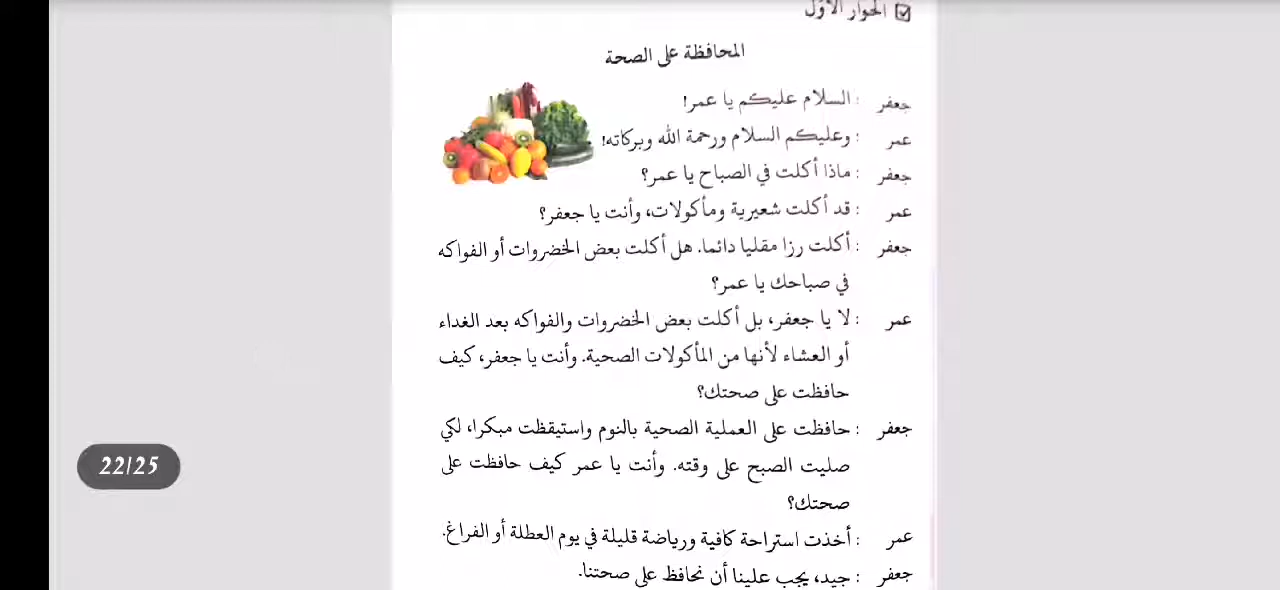 الحوار الأول
المحافظة على الصحة
جعفر : السلام عليكم يا عمر!
عمر : وعليكم السلام ورحمة الله وبركاته!
جعفر : ماذا أكلت في الصباح يا عمر؟
عمر : قد أكلت شعيرية ومأكولات، وأنت يا جعفر؟
جعفر : أكلت رزا مقليا دائما. هل أكلت بعض الخضروات أو الفواكه
في صباحك يا عمر؟
عمر : لا يا جعفر، بل أكلت بعض الخضروات والفواكه بعد الغداء
أو العشاء لأنها من المأكولات الصحية. وأنت يا جعفر، كيف
حافظت على صحتك؟
جعفر : حافظت على العملية الصحية بالنوم واستيقظت مبكرا، لكي
صليت الصبح على وقته. وأنت يا عمر كيف حافظت على
صحتك؟
عمر : أخذت استراحة كافية ورياضة قليلة في يوم العطلة أو الفراغ.
جعفر : جيد، يجب علينا أن نحافظ على صحتنا.
22/25